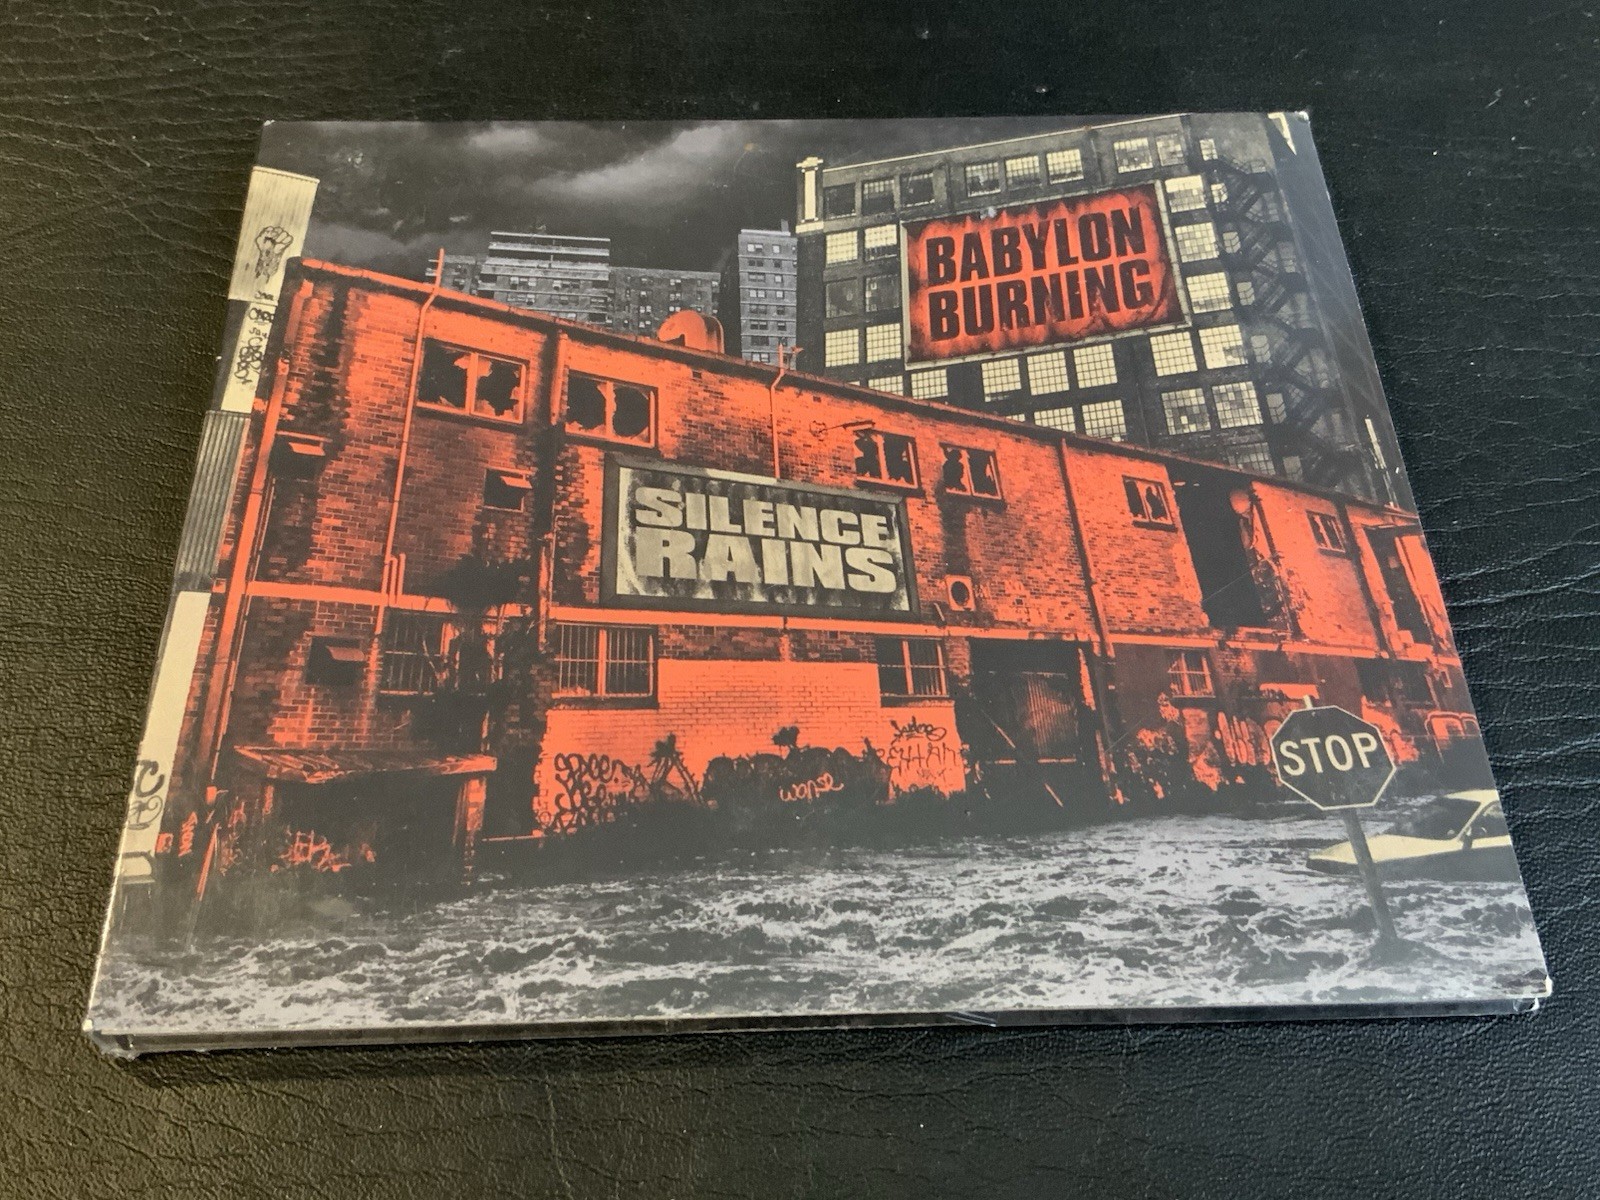 BABYLON
BURNING
SILENCE
RAINS
STOP